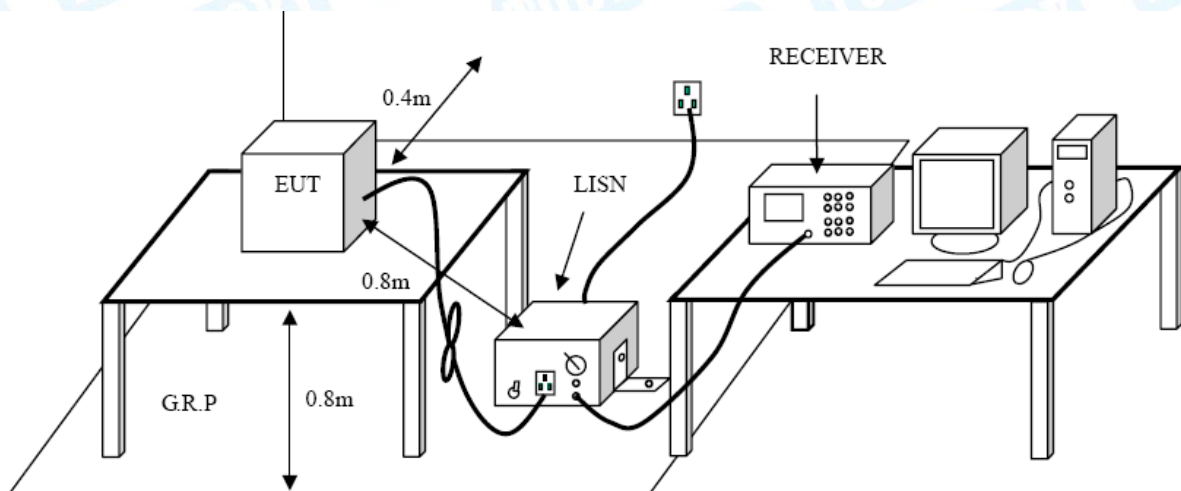 RECEIVER
0.4m
EUT
LISN
0.8m
G.R.P
0.8m